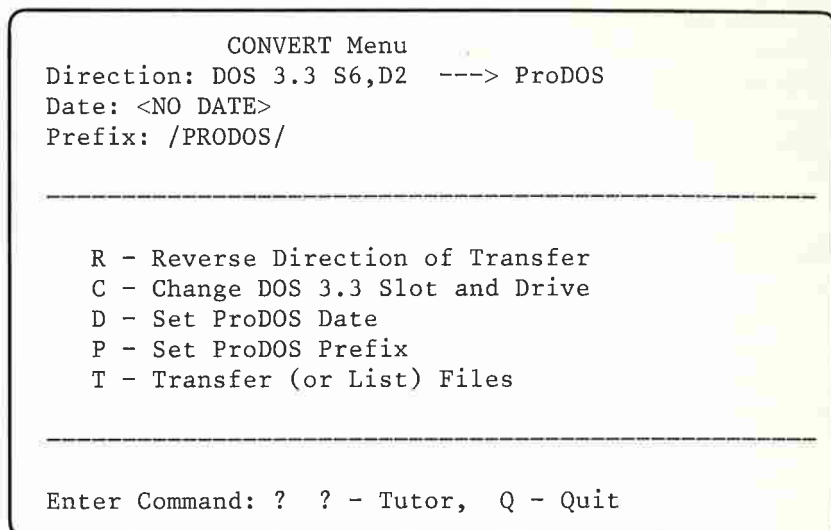 CONVERT Menu
Direction: DOS 3.3 S6,D2 ---> ProDOS
Date: <NO DATE>
Prefix: /PRODOS/
R - Reverse Direction of Transfer
C - Change DOS 3.3 Slot and Drive
D - Set ProDOS Date
P - Set ProDOS Prefix
T - Transfer (or List) Files
Enter Command: ? ? - Tutor, Q - Quit